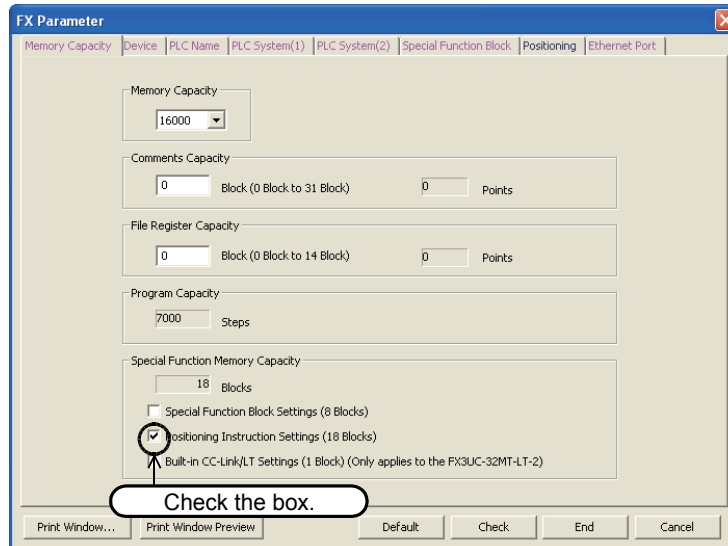 FX Parameter
Memory Capacity Device PLC Name PLC System(1) PLC System(2) Special Function Block Positioning Ethernet Port
Memory Capacity
16000
Comments Capacity
0 Block (0 Block to 31 Block) 0 Points
File Register Capacity
0 Block (0 Block to 14 Block) 0 Points
Program Capacity
7000 Steps
Special Function Memory Capacity
18 Blocks
Special Function Block Settings (8 Blocks)
Positioning Instruction Settings (18 Blocks)
Built-in CC-Link/LT Settings (1 Block) (Only applies to the FX3UC-32MT-LT-2)
Check the box.
Print Window... Print Window Preview Default Check End Cancel